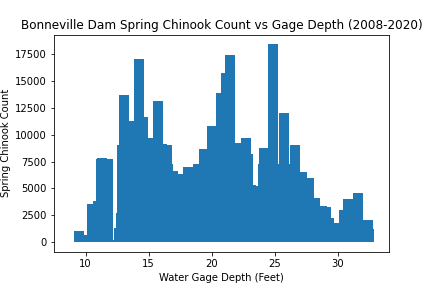 Bonneville Dam Spring Chinook Count vs Gage Depth (2008-2020)
17500
15000
12500
10000
7500
5000
2500
0
Spring Chinook Count
10 15 20 25 30
Water Gage Depth (Feet)